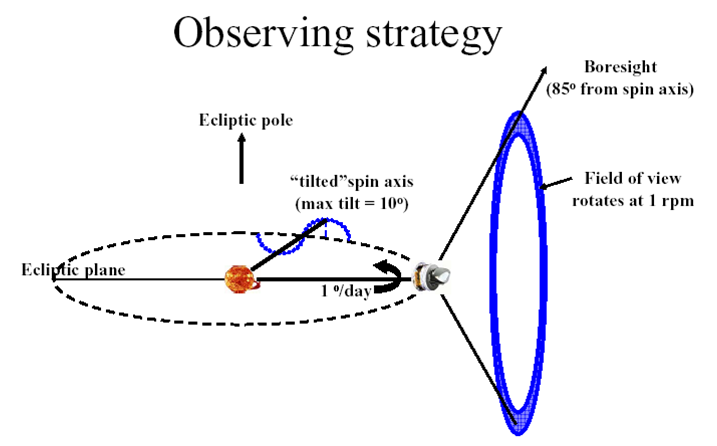 Observing strategy
Boresight
(85º from spin axis)
Ecliptic pole
"tilted"spin axis
(max tilt = 10º)
Field of view
rotates at 1 rpm
Ecliptic plane
1 º/day